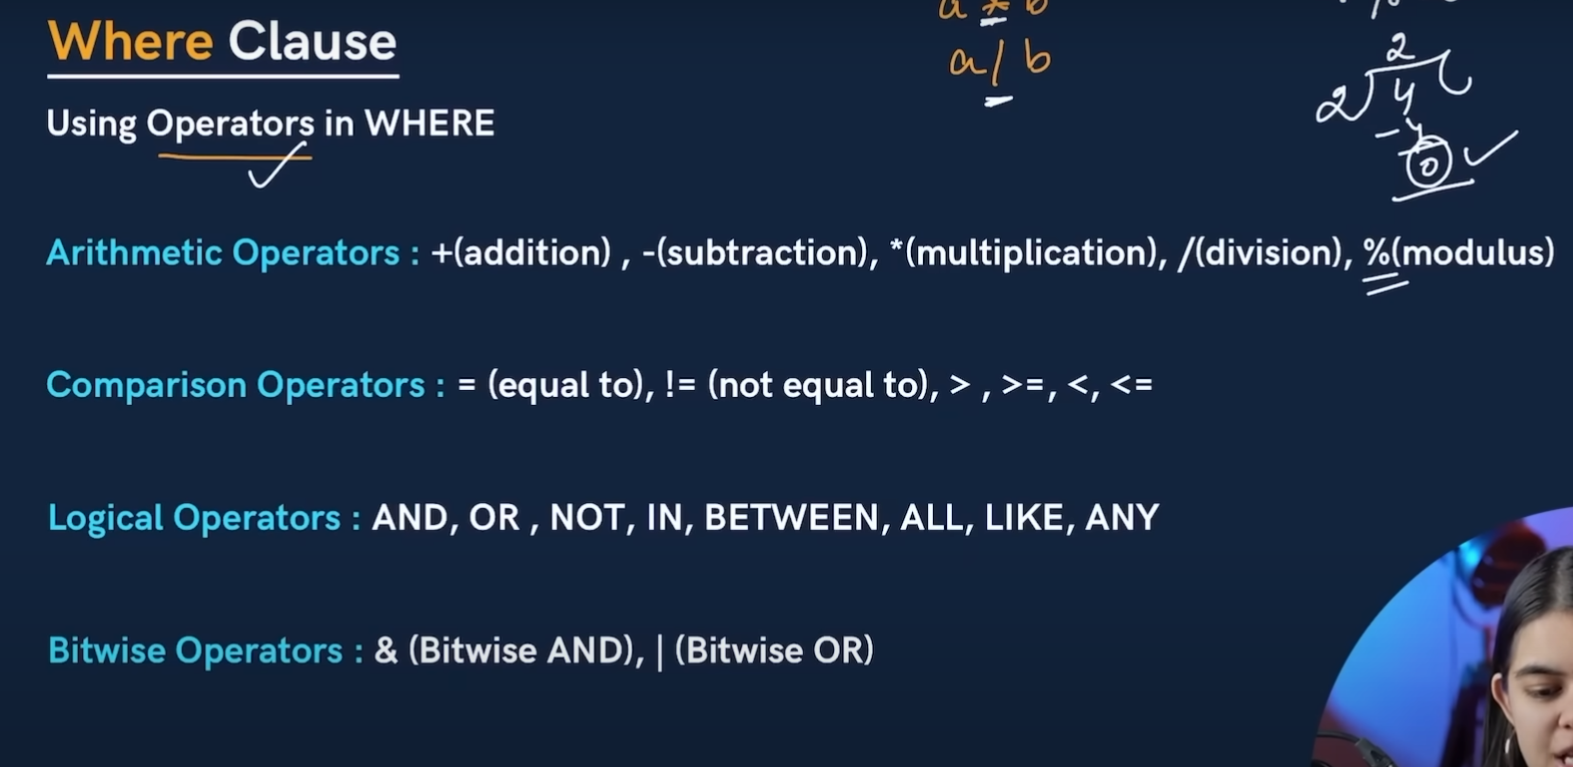 Where Clause
a * b
a / b
Using Operators in WHERE
2
2 4
- 4
0
Arithmetic Operators : +(addition) , -(subtraction), *(multiplication), /(division), %(modulus)
Comparison Operators : = (equal to), != (not equal to), > , >=, <, <=
Logical Operators : AND, OR , NOT, IN, BETWEEN, ALL, LIKE, ANY
Bitwise Operators : & (Bitwise AND), | (Bitwise OR)